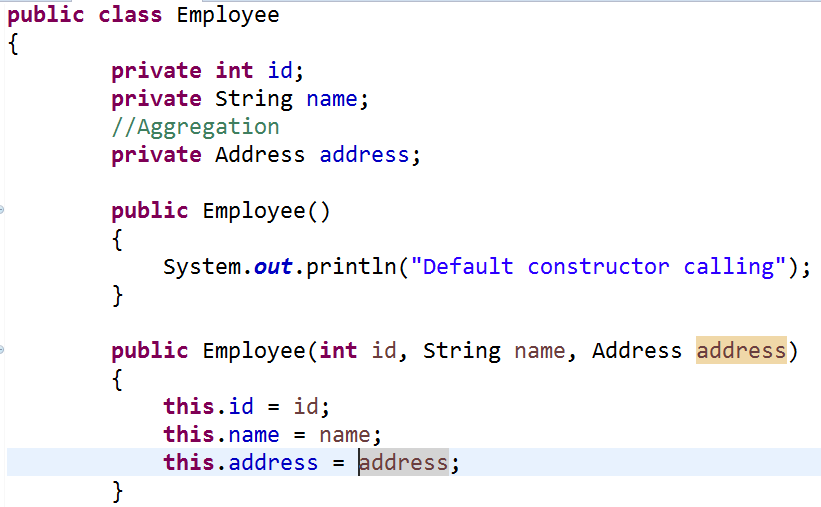 public class Employee
{
private int id;
private String name;
//Aggregation
private Address address;
public Employee()
{
System.out.println("Default constructor calling");
}
public Employee(int id, String name, Address address)
{
this.id = id;
this.name = name;
this.address = address;
}